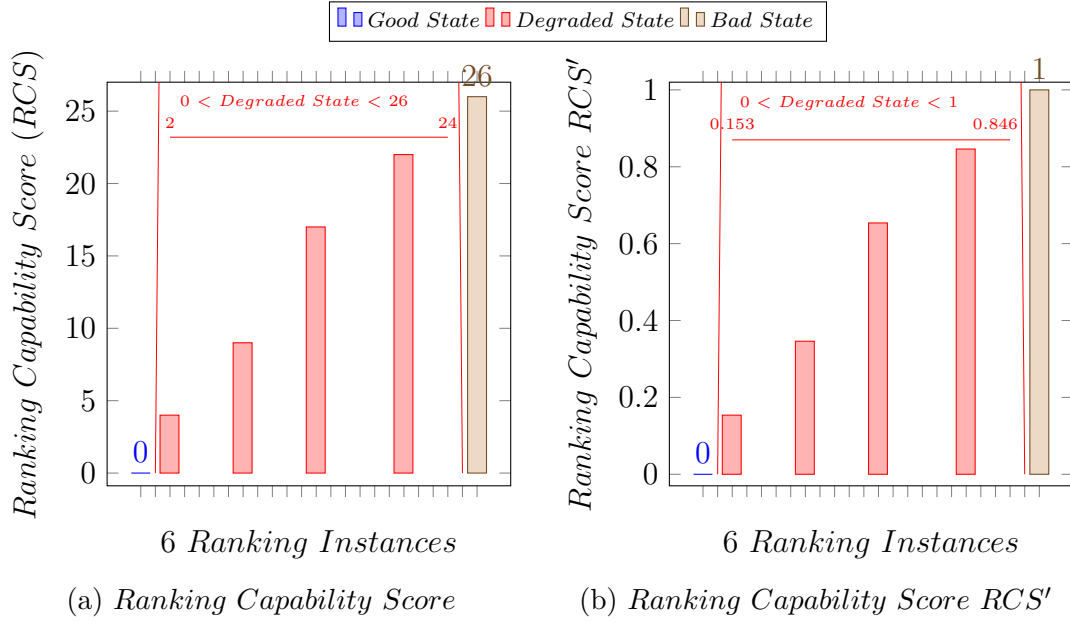 Good State Degraded State Bad State
Ranking Capability Score (RCS)
25
20
15
10
5
0
0 < Degraded State < 26
2
24
0
26
6 Ranking Instances
(a) Ranking Capability Score
Ranking Capability Score RCS′
1
0.8
0.6
0.4
0.2
0
0 < Degraded State < 1
0.153
0.846
0
1
6 Ranking Instances
(b) Ranking Capability Score RCS′